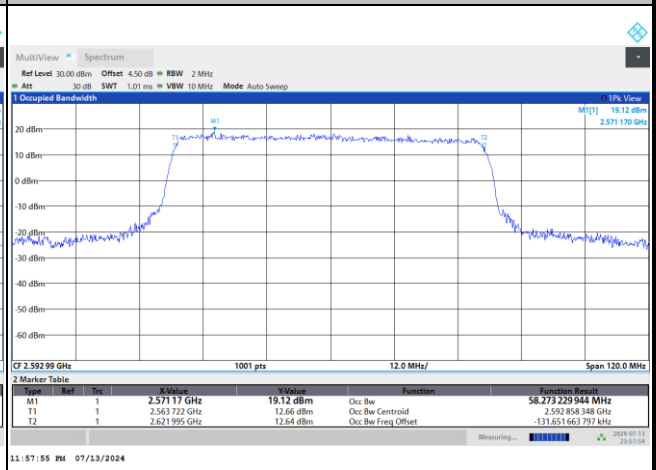 MultiView Spectrum
Ref Level 30.00 dBm Offset 4.50 dB RBW 2 MHz
Att 30 dB SWT 1.01 ms VBW 10 MHz Mode Auto Sweep
1 Occupied Bandwidth 1Pk View
M1[1] 19.12 dBm
2.571 170 GHz
M1
20 dBm
T1 T2
10 dBm
0 dBm
-10 dBm
-20 dBm
-30 dBm
-40 dBm
-50 dBm
-60 dBm
CF 2.592 99 GHz 1001 pts 12.0 MHz/ Span 120.0 MHz
2 Marker Table
Type Ref Trc X-Value Y-Value Function Function Result
M1 1 2.571 17 GHz 19.12 dBm Occ Bw 58.273 229 944 MHz
T1 1 2.563 722 GHz 12.66 dBm Occ Bw Centroid 2.592 858 348 GHz
T2 1 2.621 995 GHz 12.64 dBm Occ Bw Freq Offset -131.651 663 797 kHz
Measuring... 2024-07-13
23:57:54
11:57:55 PM 07/13/2024